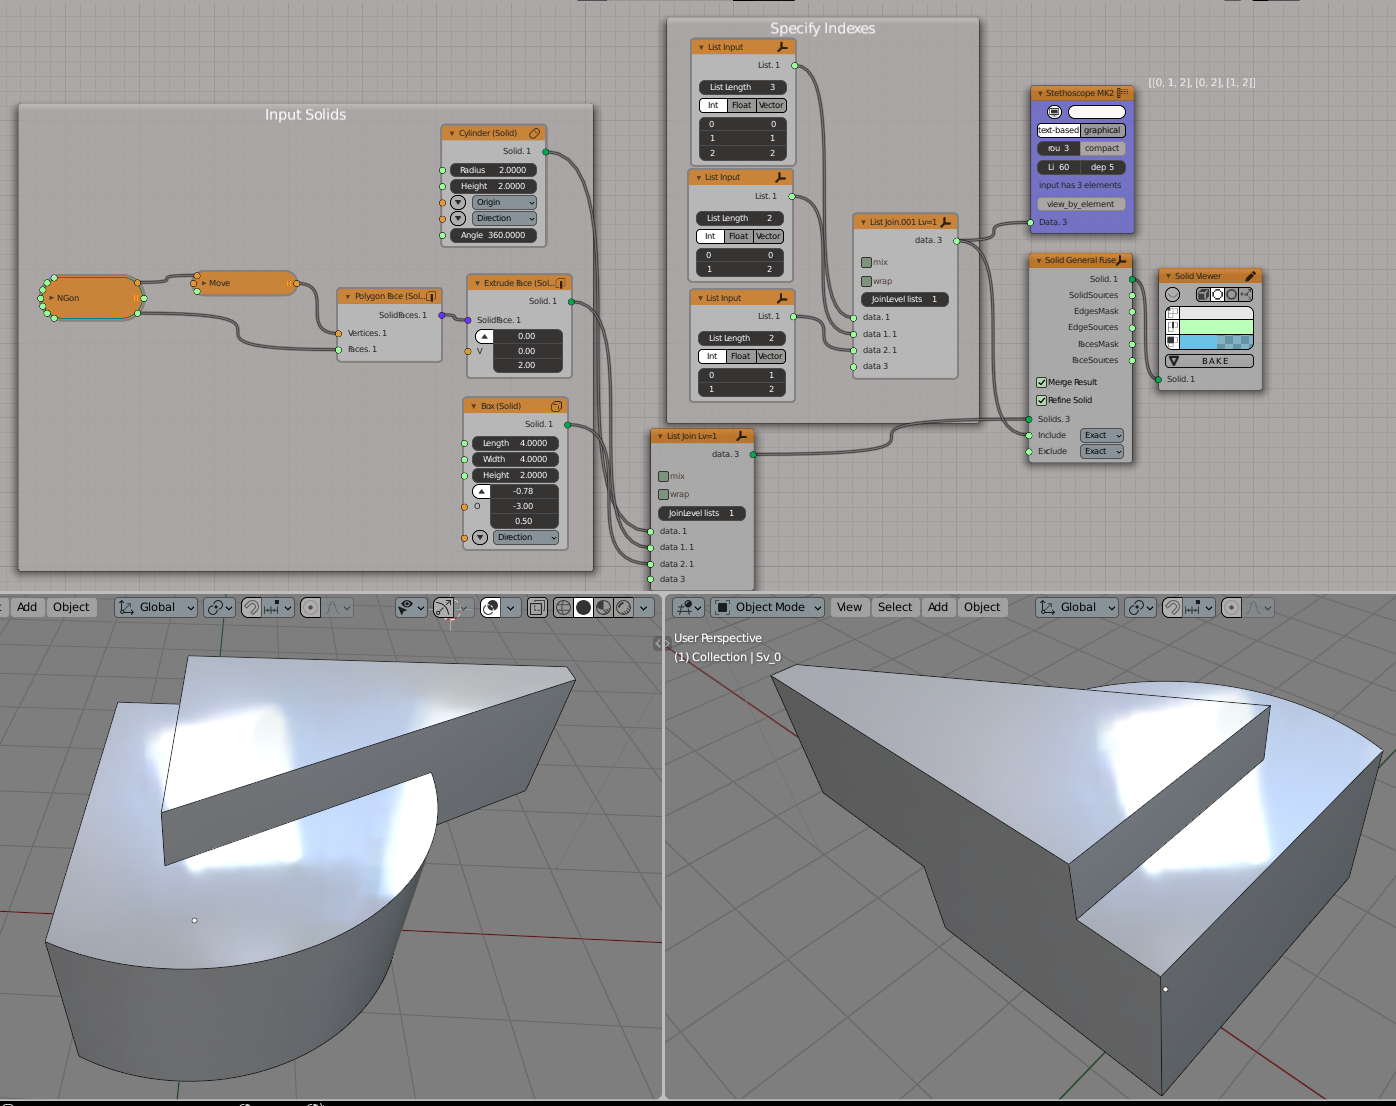 Specify Indexes
List Input
List. 1
List Length 3
Int Float Vector
0 0
1 1
2 2
List Input
List. 1
List Length 2
Int Float Vector
0 0
1 2
List Input
List. 1
List Length 2
Int Float Vector
0 1
1 2
List Join.001 Lv=1
data. 3
mix
wrap
JoinLevel lists 1
data. 1
data 1. 1
data 2. 1
data 3
[[0, 1, 2], [0, 2], [1, 2]]
Stethoscope MK2
text-based graphical
rou 3 compact
Li 60 dep 5
input has 3 elements
view_by_element
Data. 3
Input Solids
Cylinder (Solid)
Solid. 1
Radius 2.0000
Height 2.0000
Origin
Direction
Angle 360.0000
NGon
Move
Polygon Face (Sol...
SolidFaces. 1
Vertices. 1
Faces. 1
Extrude Face (Sol...
Solid. 1
SolidFace. 1
0.00
V 0.00
2.00
Box (Solid)
Solid. 1
Length 4.0000
Width 4.0000
Height 2.0000
-0.78
O -3.00
0.50
Direction
List Join Lv=1
data. 3
mix
wrap
JoinLevel lists 1
data. 1
data 1. 1
data 2. 1
data 3
Solid General Fuse
Solid. 1
SolidSources
EdgesMask
EdgeSources
FacesMask
FaceSources
Merge Result
Refine Solid
Solids. 3
Include Exact
Exclude Exact
Solid Viewer
BAKE
Solid. 1
Add Object Global
Object Mode View Select Add Object Global
User Perspective
(1) Collection | Sv_0